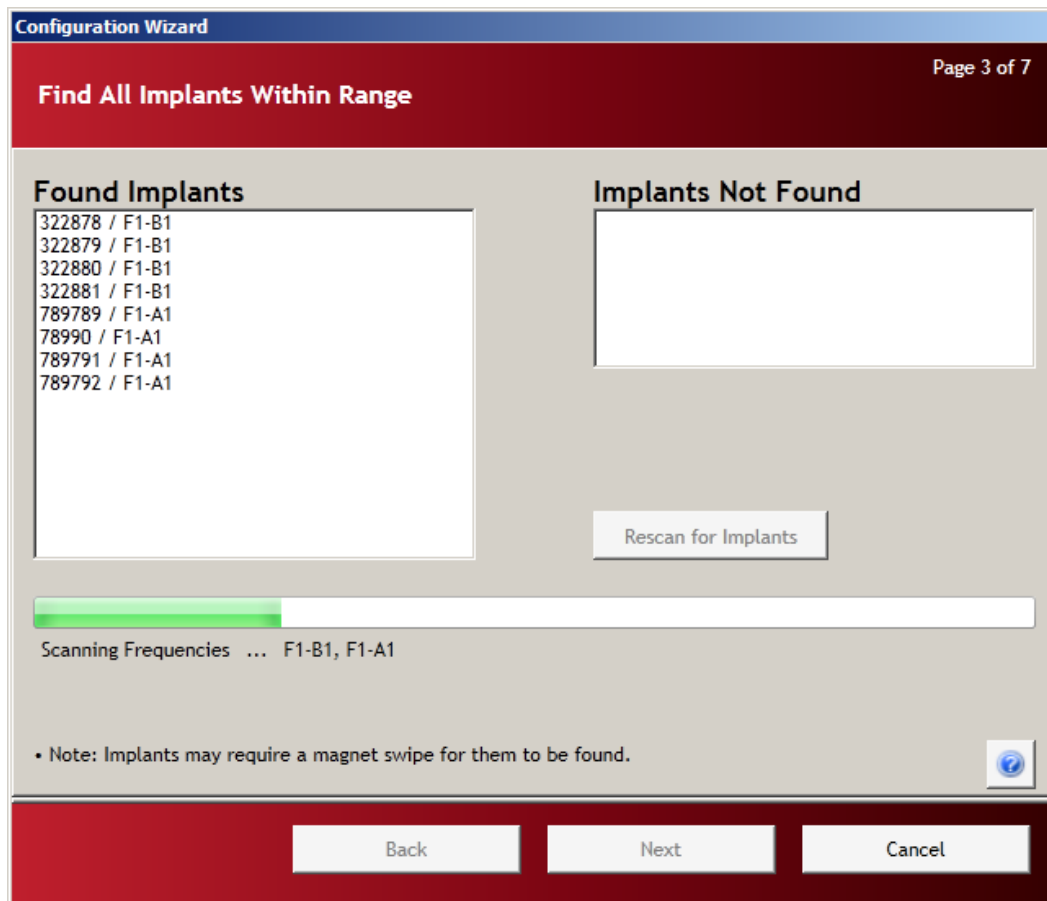 Configuration Wizard
Page 3 of 7
Find All Implants Within Range
Found Implants
322878 / F1-B1
322879 / F1-B1
322880 / F1-B1
322881 / F1-B1
789789 / F1-A1
78990 / F1-A1
789791 / F1-A1
789792 / F1-A1
Implants Not Found
Rescan for Implants
Scanning Frequencies ... F1-B1, F1-A1
• Note: Implants may require a magnet swipe for them to be found.
?
Back
Next
Cancel